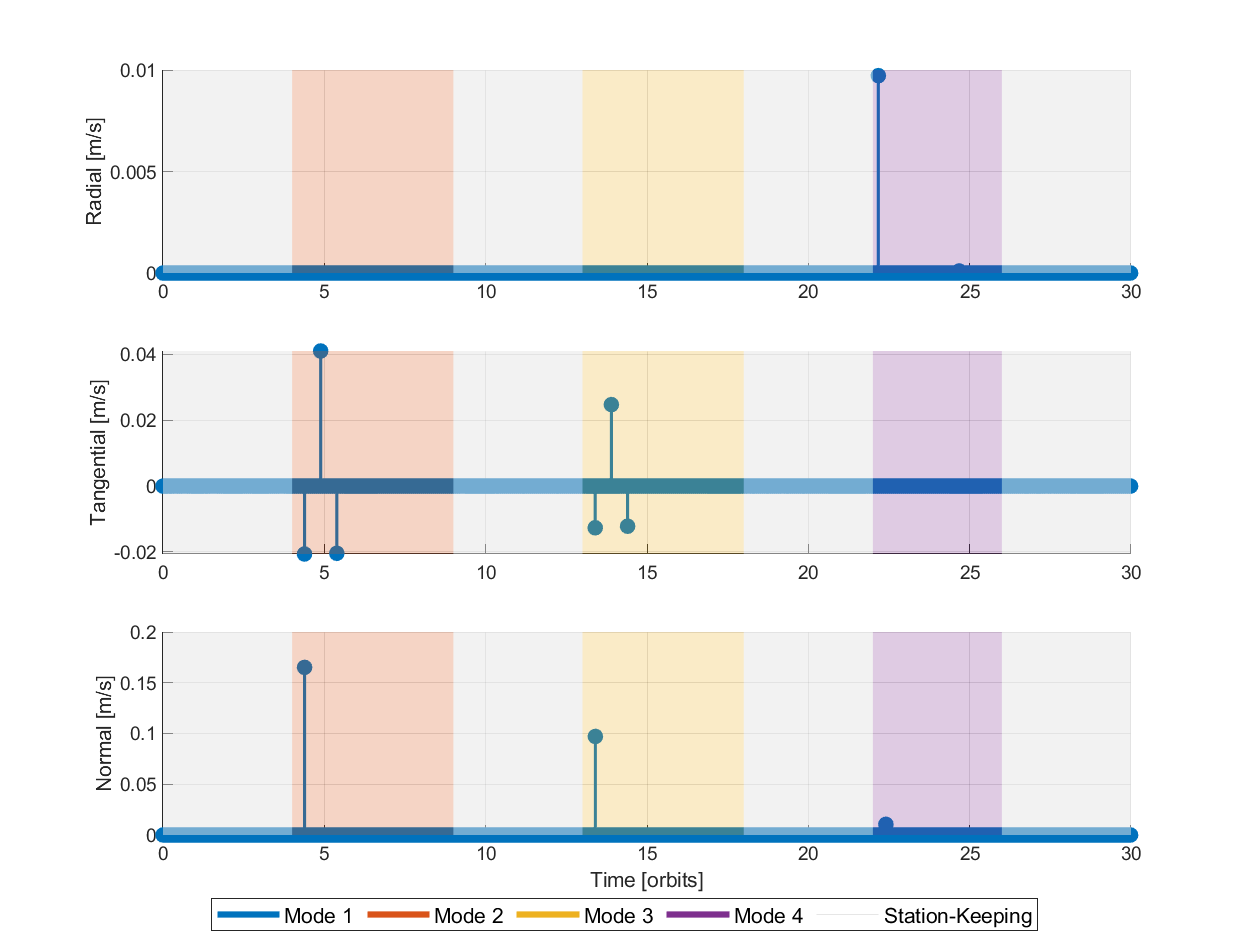 Radial [m/s]
0.01
0.005
0
0 5 10 15 20 25 30
Tangential [m/s]
0.04
0.02
0
-0.02
0 5 10 15 20 25 30
Normal [m/s]
0.2
0.15
0.1
0.05
0
0 5 10 15 20 25 30
Time [orbits]
Mode 1 Mode 2 Mode 3 Mode 4 Station-Keeping